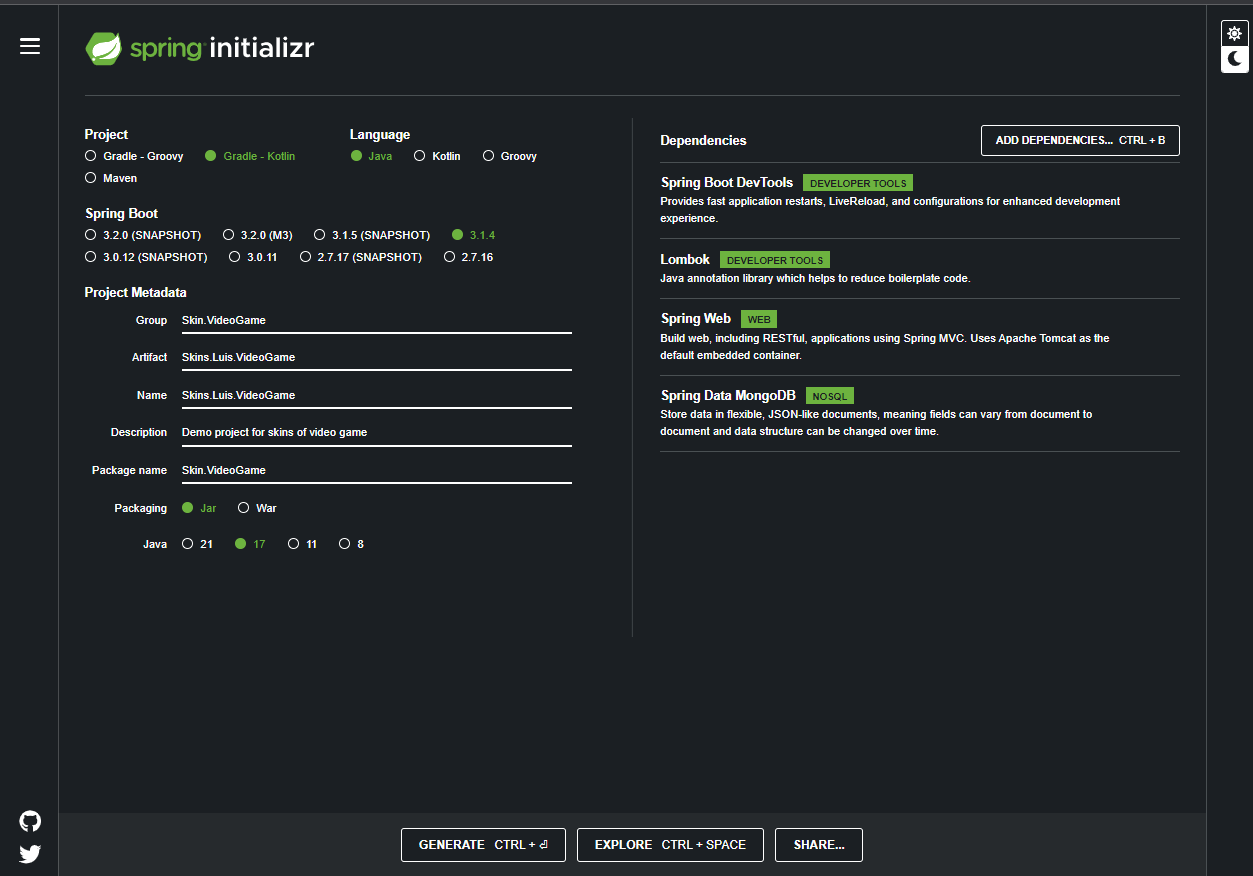 spring initializr
Project
Gradle - Groovy Gradle - Kotlin
Maven
Language
Java Kotlin Groovy
Spring Boot
3.2.0 (SNAPSHOT) 3.2.0 (M3) 3.1.5 (SNAPSHOT) 3.1.4
3.0.12 (SNAPSHOT) 3.0.11 2.7.17 (SNAPSHOT) 2.7.16
Project Metadata
Group Skin.VideoGame
Artifact Skins.Luis.VideoGame
Name Skins.Luis.VideoGame
Description Demo project for skins of video game
Package name Skin.VideoGame
Packaging Jar War
Java 21 17 11 8
Dependencies ADD DEPENDENCIES... CTRL + B
Spring Boot DevTools DEVELOPER TOOLS
Provides fast application restarts, LiveReload, and configurations for enhanced development
experience.
Lombok DEVELOPER TOOLS
Java annotation library which helps to reduce boilerplate code.
Spring Web WEB
Build web, including RESTful, applications using Spring MVC. Uses Apache Tomcat as the
default embedded container.
Spring Data MongoDB NOSQL
Store data in flexible, JSON-like documents, meaning fields can vary from document to
document and data structure can be changed over time.
GENERATE CTRL + ⏎ EXPLORE CTRL + SPACE SHARE...